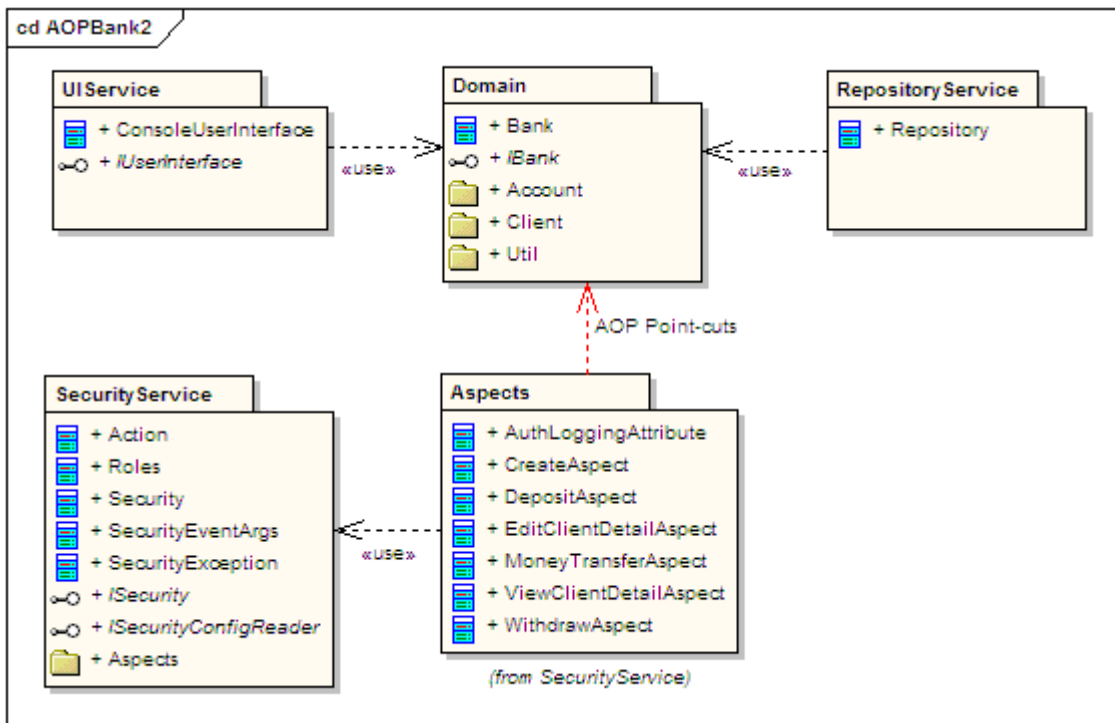 cd AOPBank2
UIService
+ ConsoleUserInterface
+ IUserInterface
«use»
Domain
+ Bank
+ IBank
+ Account
+ Client
+ Util
«use»
RepositoryService
+ Repository
AOP Point-cuts
SecurityService
+ Action
+ Roles
+ Security
+ SecurityEventArgs
+ SecurityException
+ ISecurity
+ ISecurityConfigReader
+ Aspects
«use»
Aspects
+ AuthLoggingAttribute
+ CreateAspect
+ DepositAspect
+ EditClientDetailAspect
+ MoneyTransferAspect
+ ViewClientDetailAspect
+ WithdrawAspect
(from SecurityService)